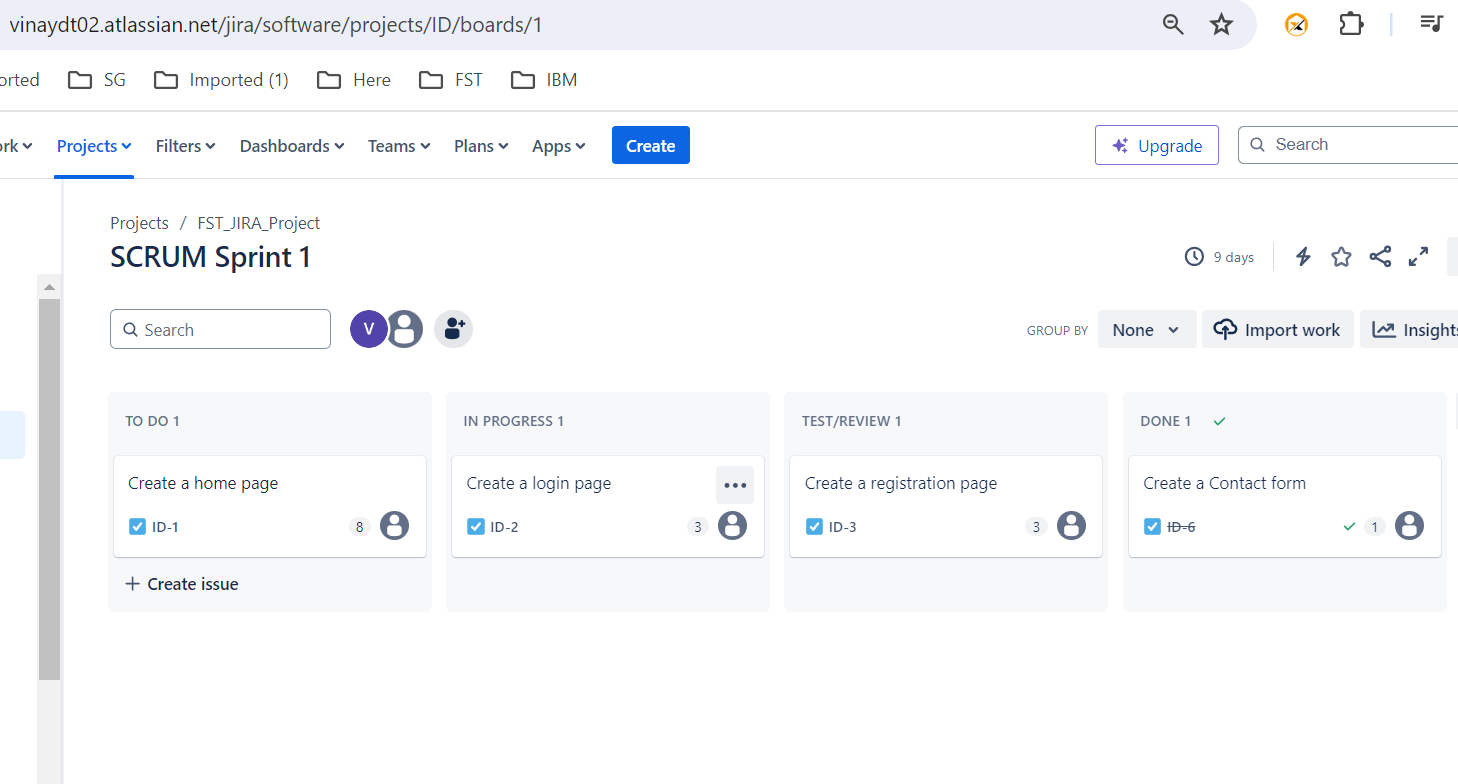 vinaydt02.atlassian.net/jira/software/projects/ID/boards/1
orted SG Imported (1) Here FST IBM
ork Projects Filters Dashboards Teams Plans Apps Create Upgrade Search
Projects / FST_JIRA_Project
SCRUM Sprint 1
9 days
Search V GROUP BY None Import work Insights
TO DO 1
Create a home page
ID-1 8
+ Create issue
IN PROGRESS 1
Create a login page
ID-2 3
TEST/REVIEW 1
Create a registration page
ID-3 3
DONE 1
Create a Contact form
ID-6 1